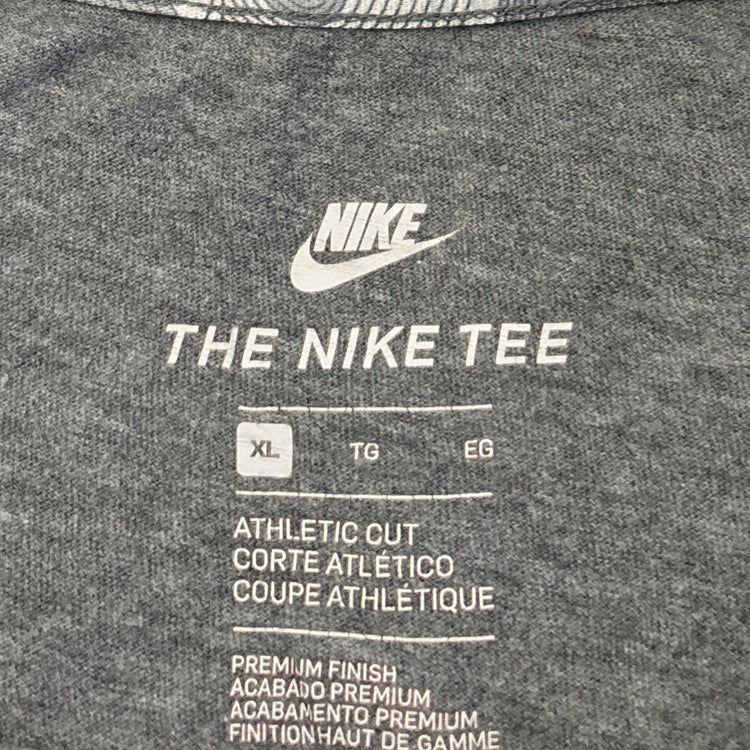 NIKE
THE NIKE TEE
XL TG EG
ATHLETIC CUT
CORTE ATLÉTICO
COUPE ATHLÉTIQUE
PREMIUM FINISH
ACABADO PREMIUM
ACABAMENTO PREMIUM
FINITION HAUT DE GAMME